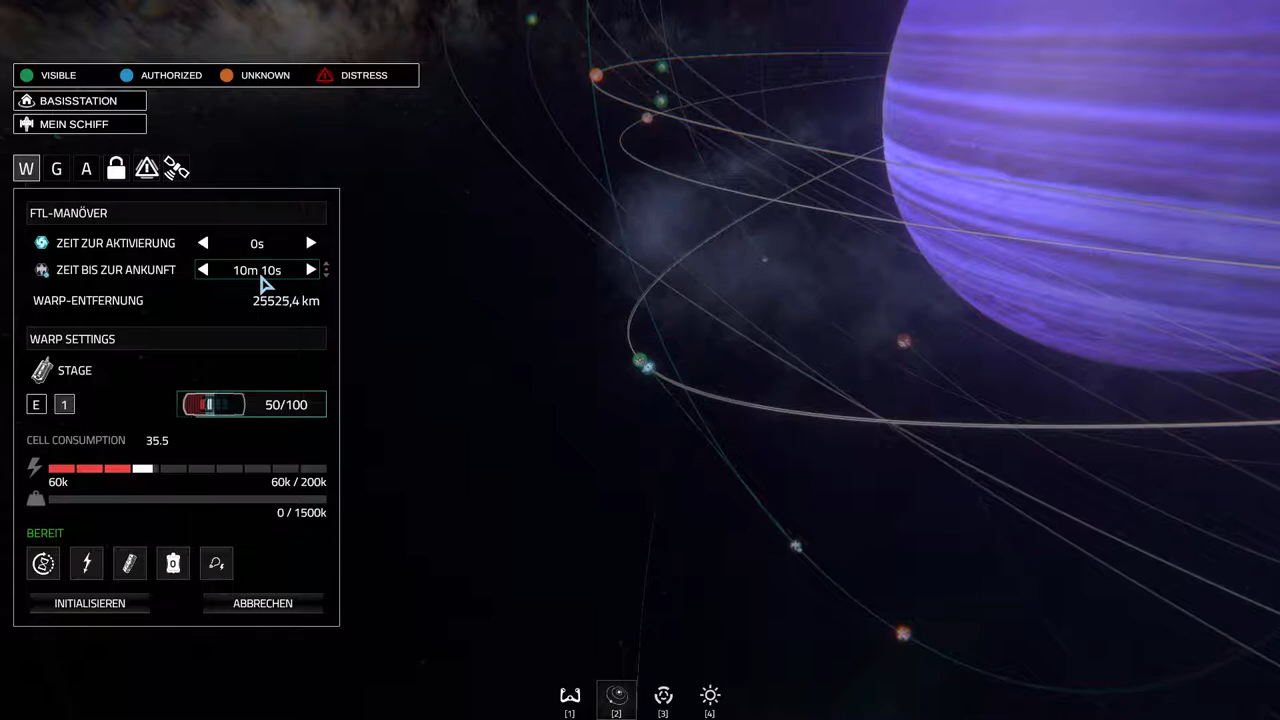 VISIBLE AUTHORIZED UNKNOWN DISTRESS
BASISSTATION
MEIN SCHIFF
W G A
FTL-MANÖVER
ZEIT ZUR AKTIVIERUNG 0s
ZEIT BIS ZUR ANKUNFT 10m 10s
WARP-ENTFERNUNG 25525,4 km
WARP SETTINGS
STAGE
E 1 50/100
CELL CONSUMPTION 35.5
60k 60k / 200k
0 / 1500k
BEREIT
0
INITIALISIEREN ABBRECHEN
[1] [2] [3] [4]